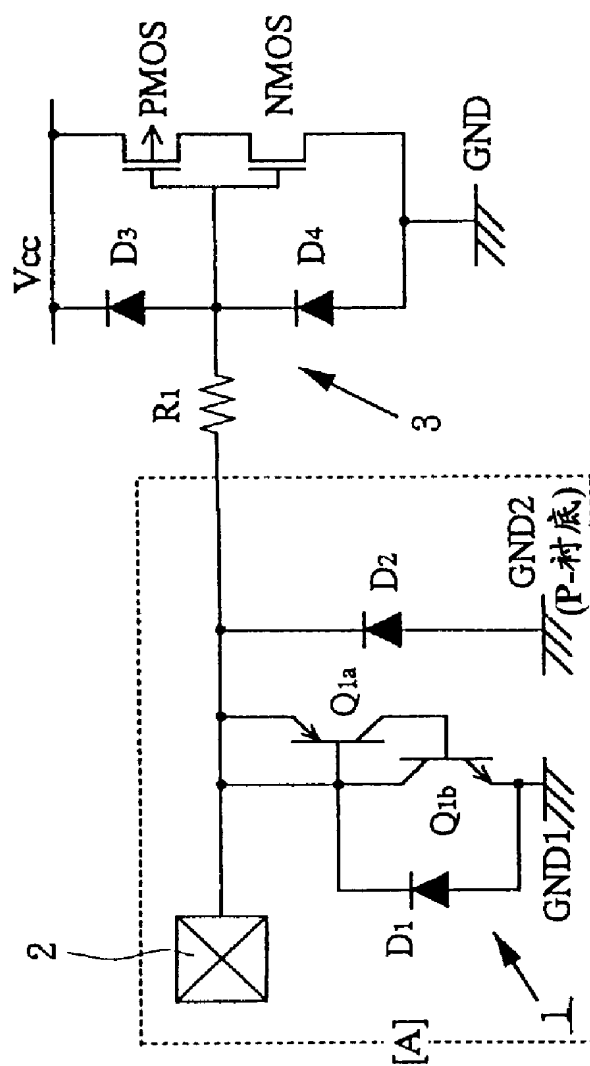 Vcc
PMOS
D3
R1
NMOS
D4
3
GND
2
Q1a
D2
Q1b
D1
GND2
(P-衬底)
GND1
1
[A]